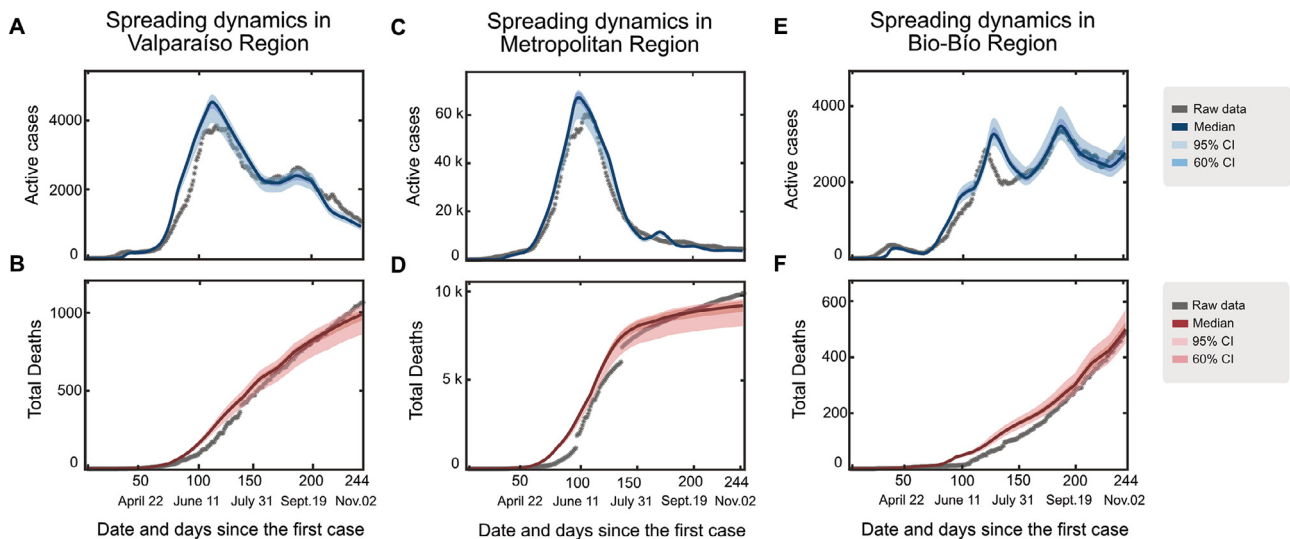 A
Spreading dynamics in
Valparaíso Region
C
Spreading dynamics in
Metropolitan Region
E
Spreading dynamics in
Bio-Bío Region
Active cases
4000
2000
0
Active cases
60 k
40 k
20 k
0
Active cases
4000
2000
0
Raw data
Median
95% CI
60% CI
B
Total Deaths
1000
500
0
50
100
150
200
244
April 22
June 11
July 31
Sept.19
Nov.02
Date and days since the first case
D
Total Deaths
10 k
5 k
0
50
100
150
200
244
April 22
June 11
July 31
Sept.19
Nov.02
Date and days since the first case
F
Total Deaths
600
400
200
0
50
100
150
200
244
April 22
June 11
July 31
Sept.19
Nov.02
Date and days since the first case
Raw data
Median
95% CI
60% CI